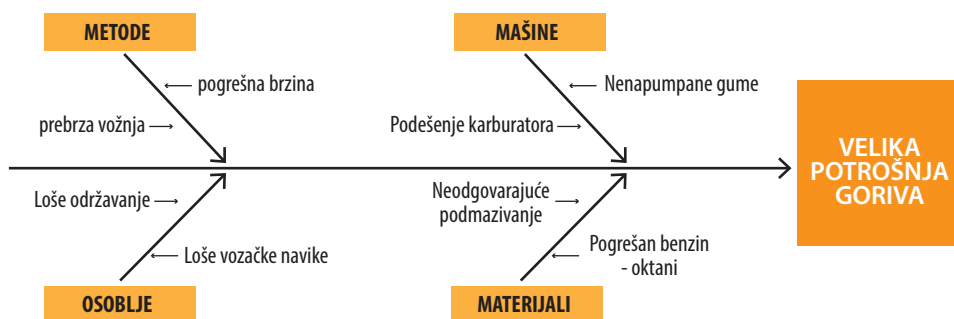 METODE
pogrešna brzina
prebrza vožnja
MAŠINE
Nenapumpane gume
Podešenje karburatora
VELIKA
POTROŠNJA
GORIVA
Loše održavanje
Loše vozačke navike
OSOBLJE
Neodgovarajuće
podmazivanje
Pogrešan benzin
- oktani
MATERIJALI